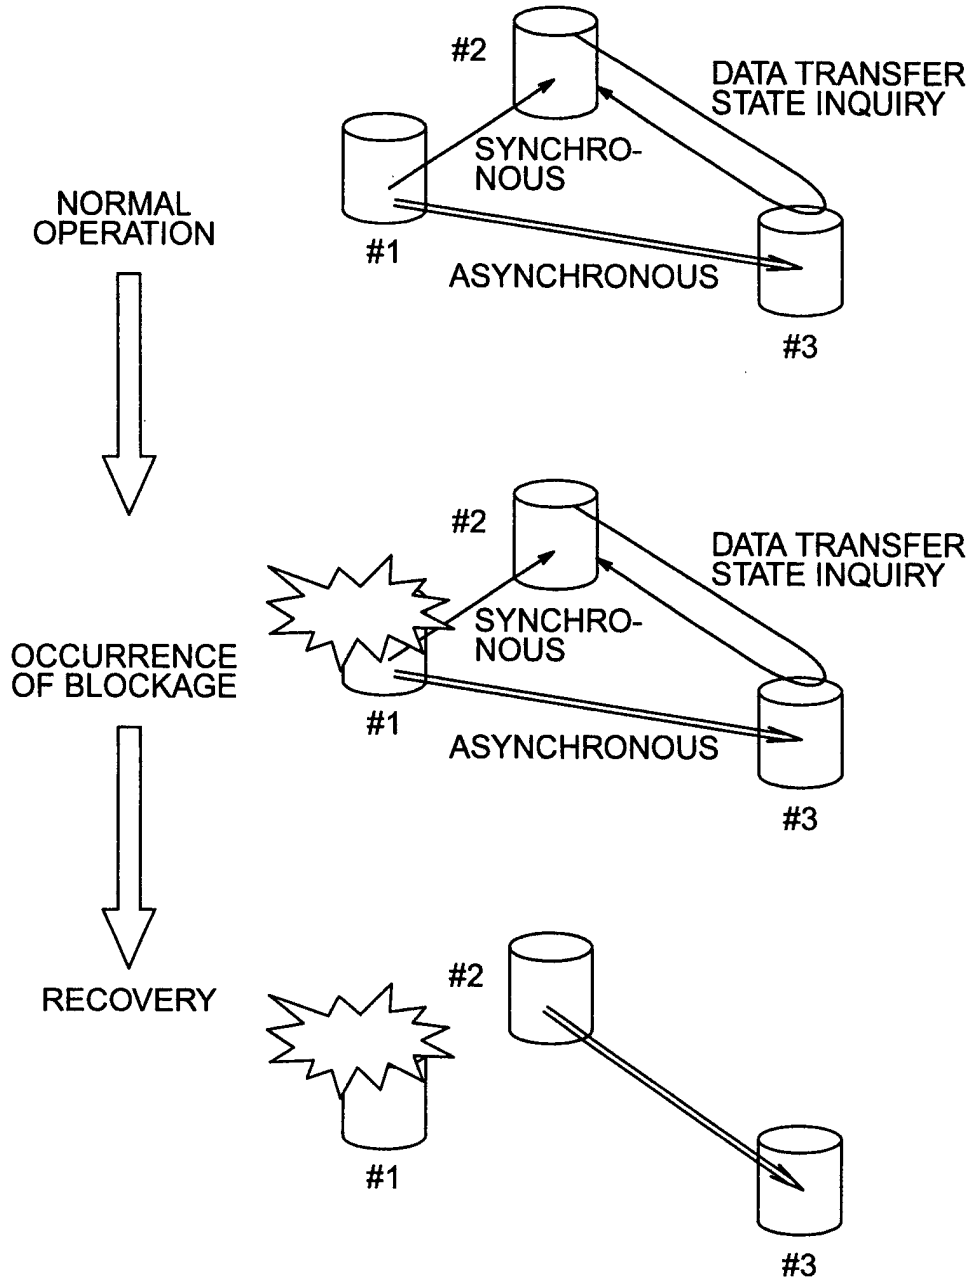 #2
DATA TRANSFER
STATE INQUIRY
SYNCHRO-
NOUS
NORMAL
OPERATION
#1
ASYNCHRONOUS
#3
#2
DATA TRANSFER
STATE INQUIRY
SYNCHRO-
NOUS
OCCURRENCE
OF BLOCKAGE
#1
ASYNCHRONOUS
#3
#2
RECOVERY
#1
#3